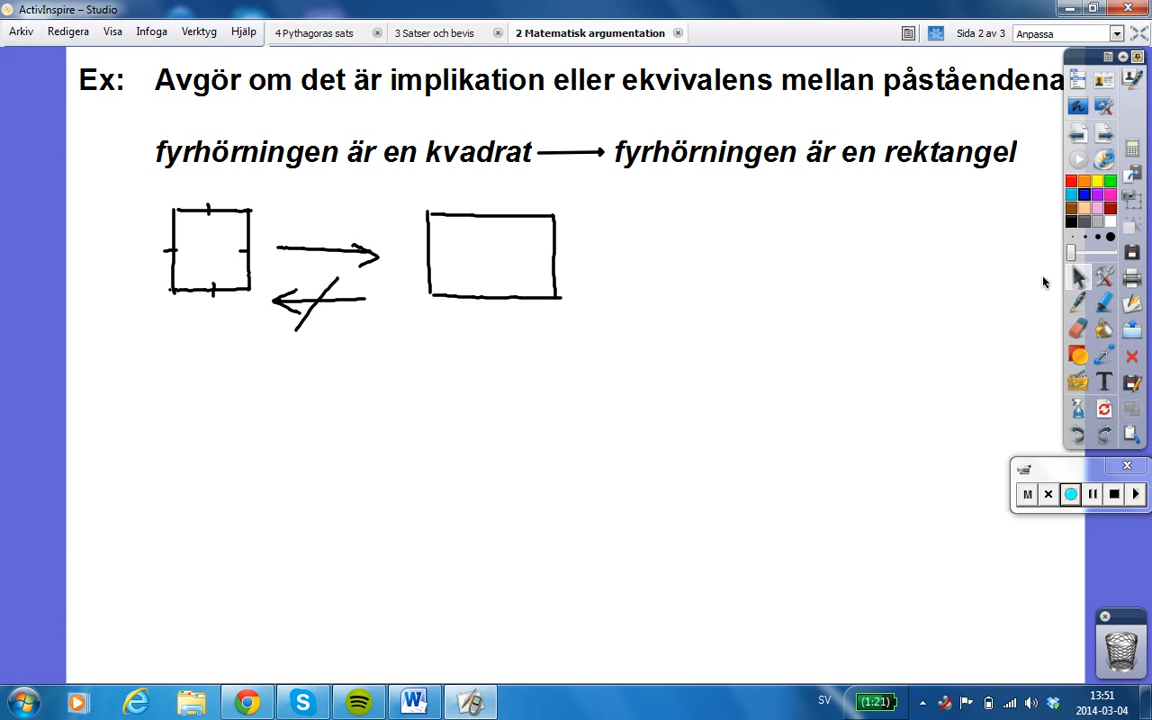 ActivInspire – Studio
Arkiv Redigera Visa Infoga Verktyg Hjälp 4 Pythagoras sats 3 Satser och bevis 2 Matematisk argumentation Sida 2 av 3 Anpassa
Ex: Avgör om det är implikation eller ekvivalens mellan påståendena
fyrhörningen är en kvadrat → fyrhörningen är en rektangel
M
SV (1:21) 13:51
2014-03-04